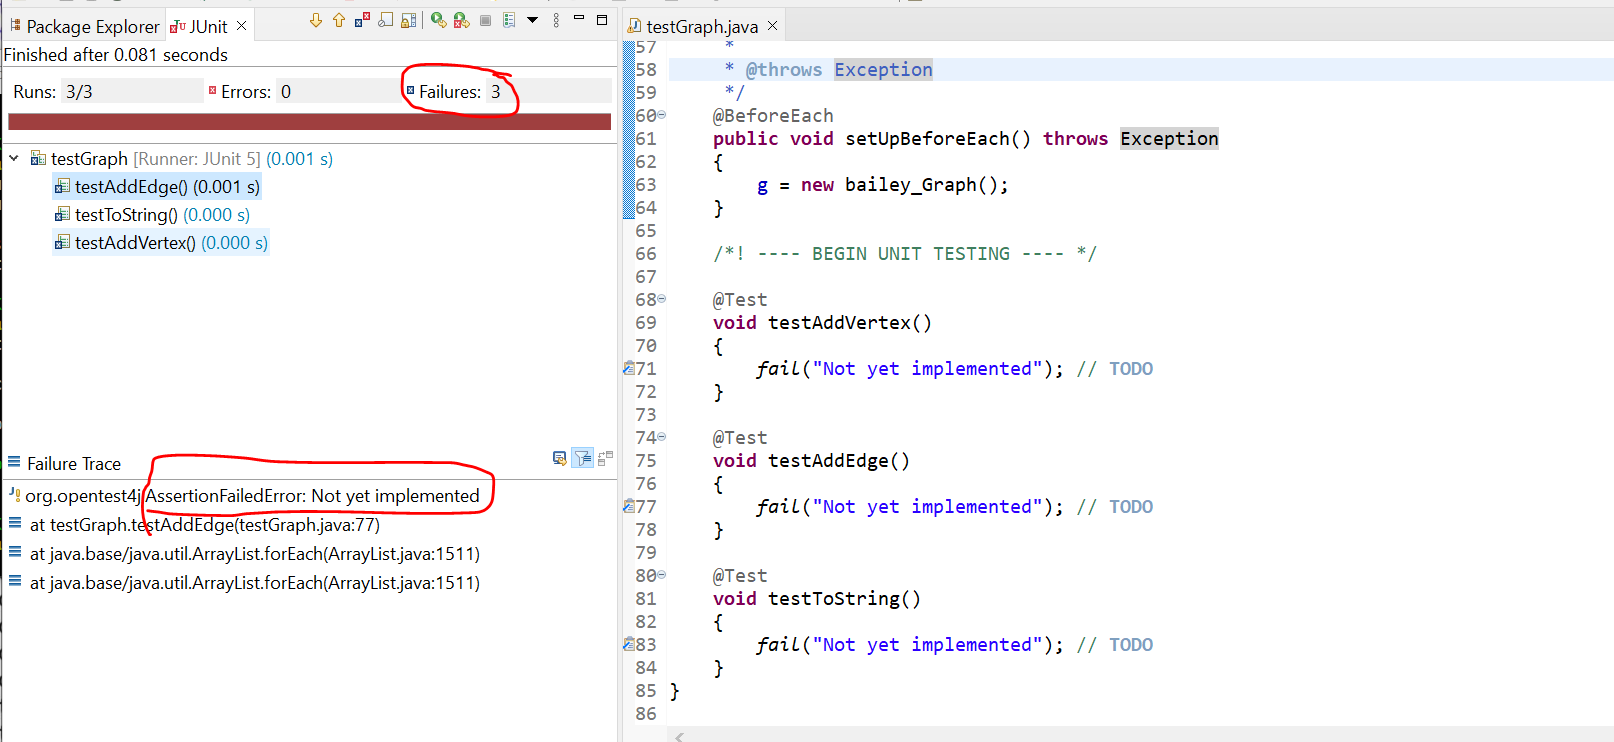 Package Explorer JUnit
Finished after 0.081 seconds
Runs: 3/3 Errors: 0 Failures: 3
testGraph [Runner: JUnit 5] (0.001 s)
testAddEdge() (0.001 s)
testToString() (0.000 s)
testAddVertex() (0.000 s)
Failure Trace
org.opentest4j.AssertionFailedError: Not yet implemented
at testGraph.testAddEdge(testGraph.java:77)
at java.base/java.util.ArrayList.forEach(ArrayList.java:1511)
at java.base/java.util.ArrayList.forEach(ArrayList.java:1511)
testGraph.java
57 *
58 * @throws Exception
59 */
60 @BeforeEach
61 public void setUpBeforeEach() throws Exception
62 {
63 g = new bailey_Graph();
64 }
65
66 /*! ---- BEGIN UNIT TESTING ---- */
67
68 @Test
69 void testAddVertex()
70 {
71 fail("Not yet implemented"); // TODO
72 }
73
74 @Test
75 void testAddEdge()
76 {
77 fail("Not yet implemented"); // TODO
78 }
79
80 @Test
81 void testToString()
82 {
83 fail("Not yet implemented"); // TODO
84 }
85 }
86